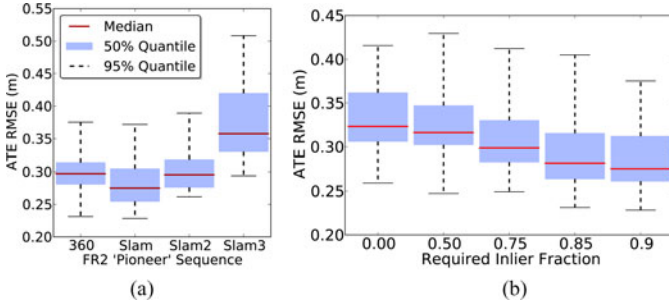 0.55
0.50
0.45
0.40
0.35
0.30
0.25
0.20
ATE RMSE (m)
Median
50% Quantile
95% Quantile
360 Slam Slam2 Slam3
FR2 'Pioneer' Sequence
(a)
0.45
0.40
0.35
0.30
0.25
0.20
ATE RMSE (m)
0.00 0.50 0.75 0.85 0.9
Required Inlier Fraction
(b)